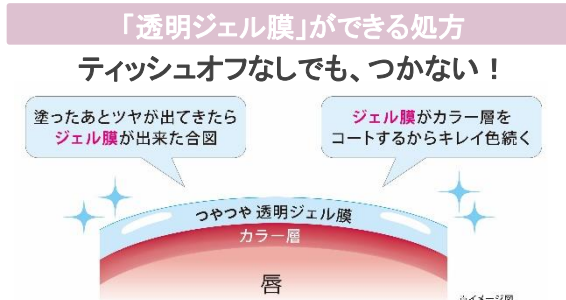 「透明ジェル膜」ができる処方
ティッシュオフなしでも、つかない！
塗ったあとツヤが出てきたら
ジェル膜が出来た合図
ジェル膜がカラー層を
コートするからキレイ色続く
つやつや 透明ジェル膜
カラー層
唇
※イメージ図